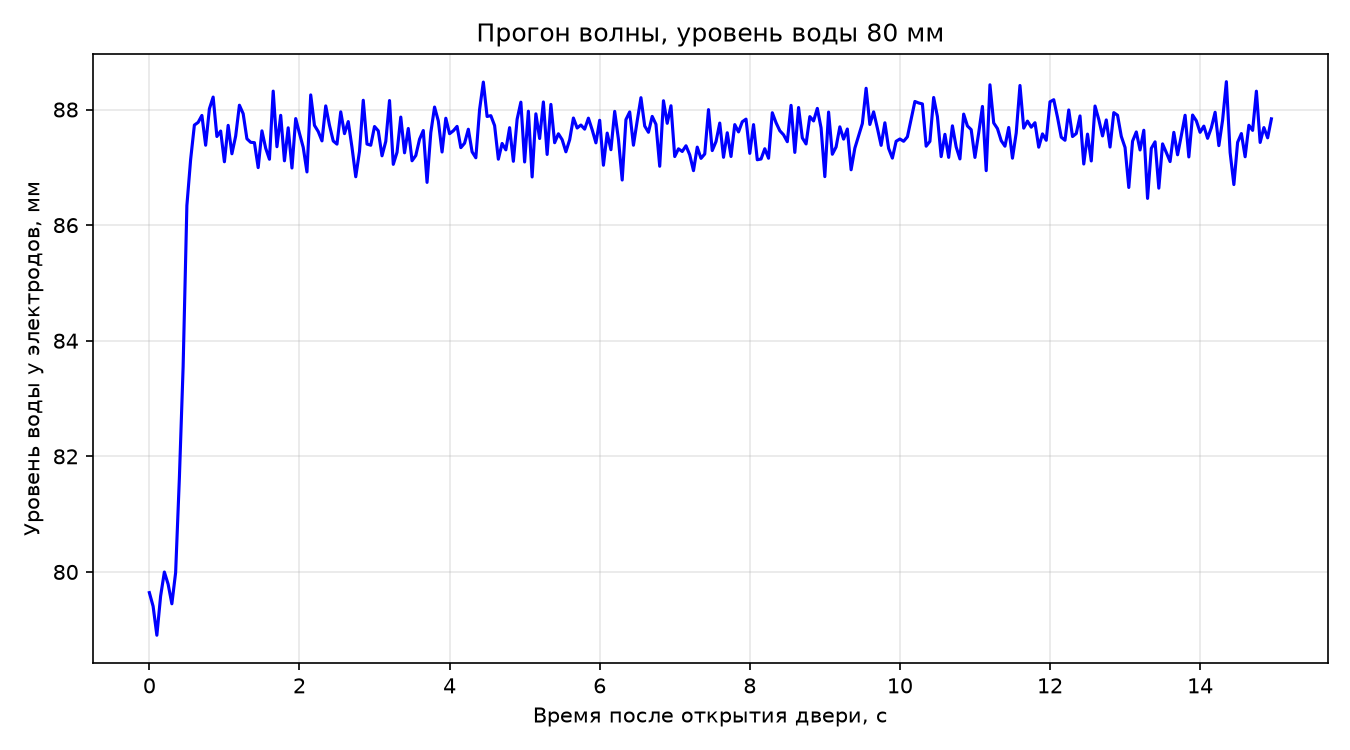 Прогон волны, уровень воды 80 мм
Уровень воды у электродов, мм
88
86
84
82
80
0 2 4 6 8 10 12 14
Время после открытия двери, с